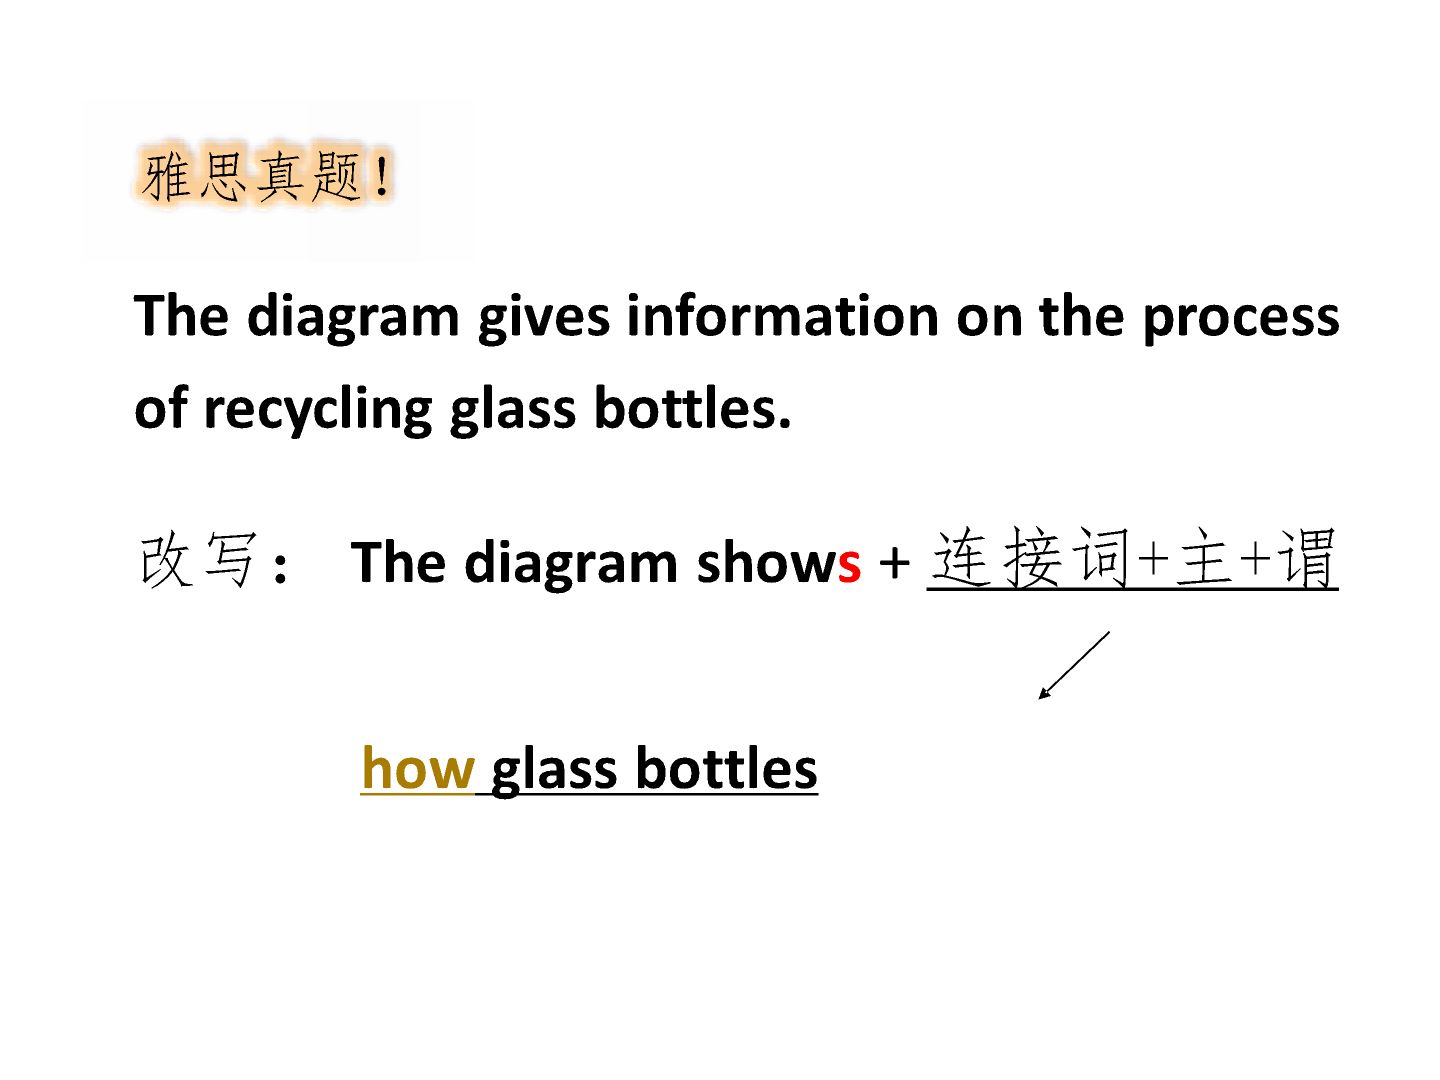 雅思真题!
The diagram gives information on the process
of recycling glass bottles.
改写： The diagram shows + 连接词+主+谓
how glass bottles